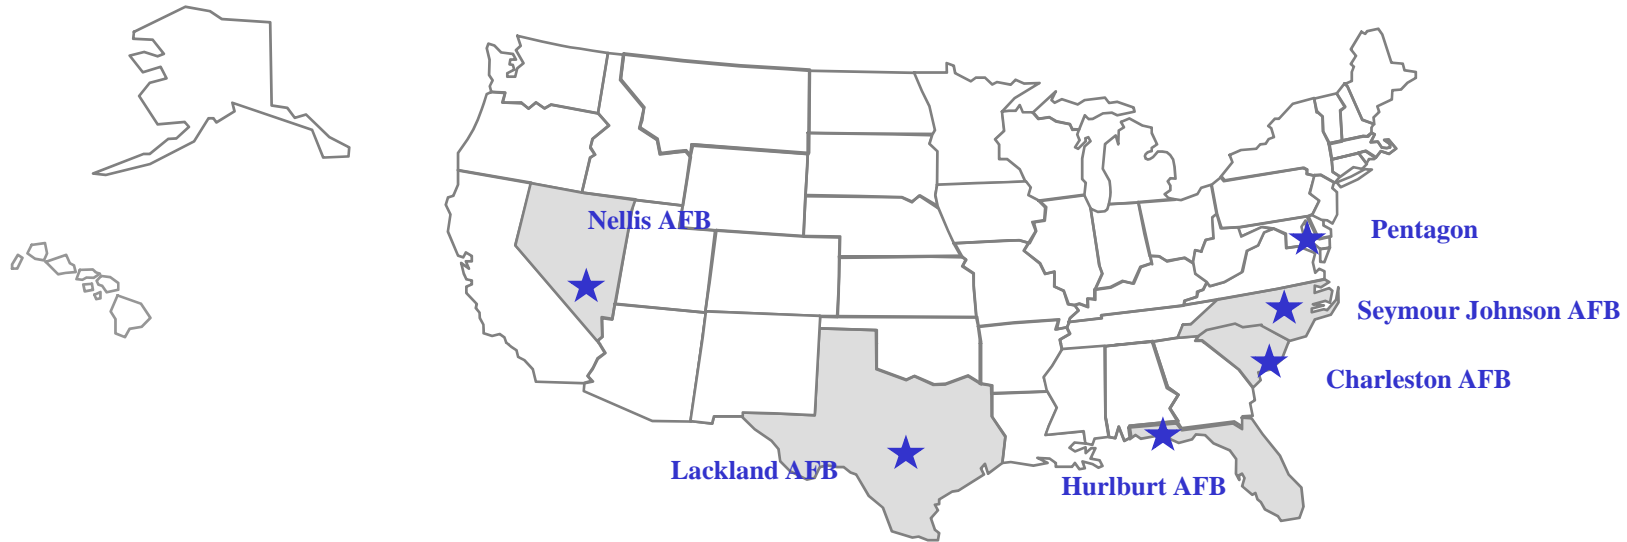 Nellis AFB
Pentagon
Seymour Johnson AFB
Charleston AFB
Lackland AFB
Hurlburt AFB